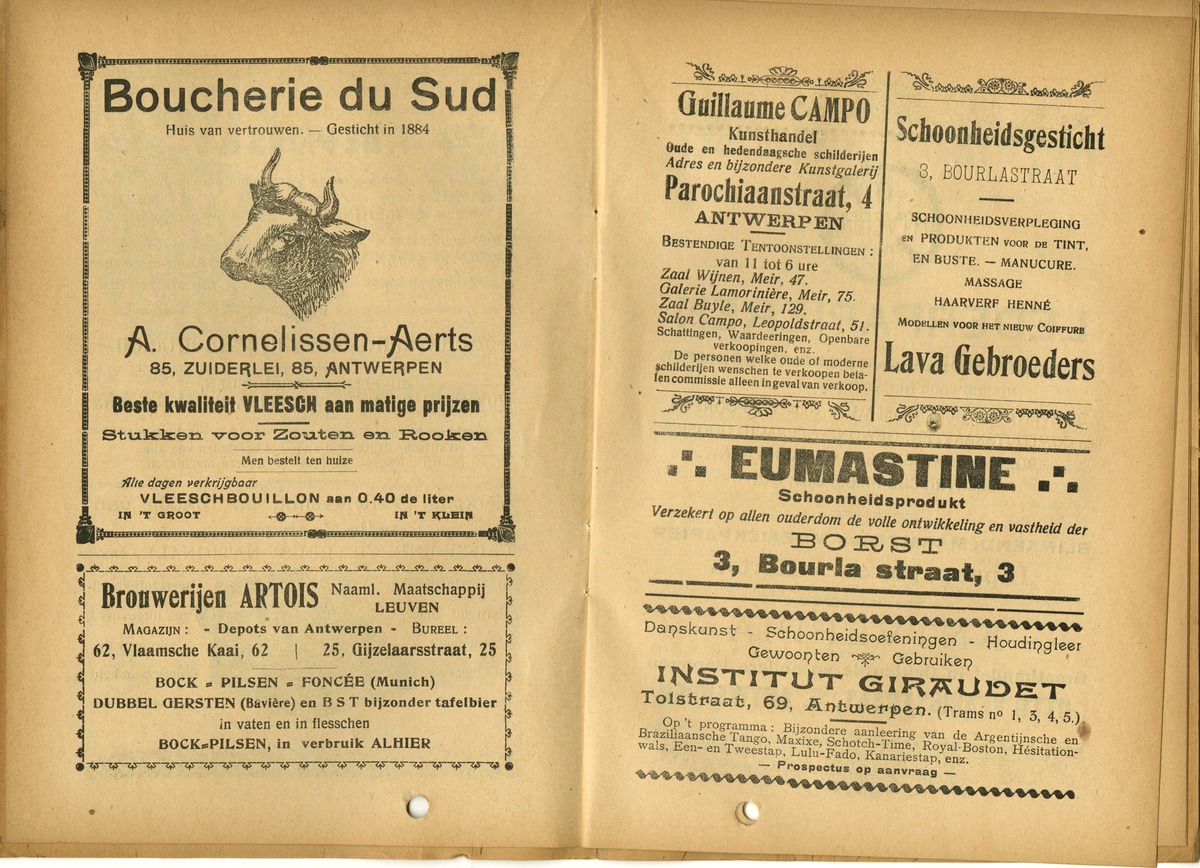 Boucherie du Sud
Huis van vertrouwen. — Gesticht in 1884
A. Cornelissen-Aerts
85, ZUIDERLEI, 85, ANTWERPEN
Beste kwaliteit VLEESCH aan matige prijzen
Stukken voor Zouten en Rooken
Men bestelt ten huize
Alle dagen verkrijgbaar
VLEESCHBOUILLON aan 0.40 de liter
IN 'T GROOT IN 'T KLEIN
Brouwerijen ARTOIS Naaml. Maatschappij
LEUVEN
MAGAZIJN : - Depots van Antwerpen - BUREEL :
62, Vlaamsche Kaai, 62 | 25, Gijzelaarsstraat, 25
BOCK = PILSEN = FONCÉE (Munich)
DUBBEL GERSTEN (Bavière) en B S T bijzonder tafelbier
in vaten en in flesschen
BOCK=PILSEN, in verbruik ALHIER
Guillaume CAMPO
Kunsthandel
Oude en hedendaagsche schilderijen
Adres en bijzondere Kunstgalerij
Parochiaanstraat, 4
ANTWERPEN
BESTENDIGE TENTOONSTELLINGEN :
van 11 tot 6 ure
Zaal Wijnen, Meir, 47.
Galerie Lamorinière, Meir, 75.
Zaal Buyle, Meir, 129.
Salon Campo, Leopoldstraat, 51.
Schattingen, Waardeeringen, Openbare
verkoopingen, enz.
De personen welke oude of moderne
schilderijen wenschen te verkoopen beta-
len commissie alleen in geval van verkoop.
Schoonheidsgesticht
3, BOURLASTRAAT
SCHOONHEIDSVERPLEGING
EN PRODUKTEN VOOR DE TINT,
EN BUSTE. — MANUCURE.
MASSAGE
HAARVERF HENNÉ
MODELLEN VOOR HET NIEUW COIFFURE
Lava Gebroeders
EUMASTINE
Schoonheidsprodukt
Verzekert op allen ouderdom de volle ontwikkeling en vastheid der
BORST
3, Bourla straat, 3
Danskunst - Schoonheidsoefeningen - Houdingleer
Gewoonten Gebruiken
INSTITUT GIRAUDET
Tolstraat, 69, Antwerpen. (Trams nº 1, 3, 4, 5.)
Op 't programma : Bijzondere aanleering van de Argentijnsche en
Braziliaansche Tango, Maxixe, Schotch-Time, Royal-Boston, Hésitation-
wals, Een- en Tweestap, Lulu-Fado, Kanariestap, enz.
— Prospectus op aanvraag —